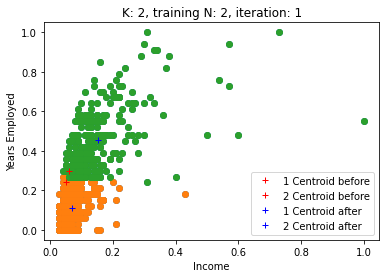 K: 2, training N: 2, iteration: 1
Years Employed
1.0
0.8
0.6
0.4
0.2
0.0
1 Centroid before
2 Centroid before
1 Centroid after
2 Centroid after
0.0
0.2
0.4
0.6
0.8
1.0
Income